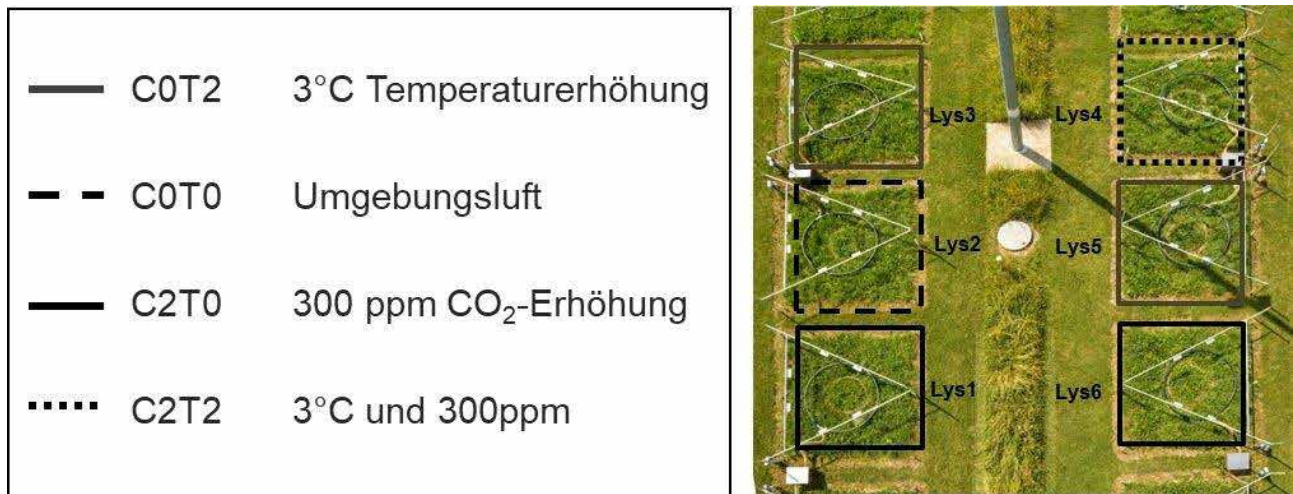 C0T2 3°C Temperaturerhöhung
C0T0 Umgebungsluft
C2T0 300 ppm CO₂-Erhöhung
C2T2 3°C und 300ppm
Lys3 Lys4
Lys2 Lys5
Lys1 Lys6